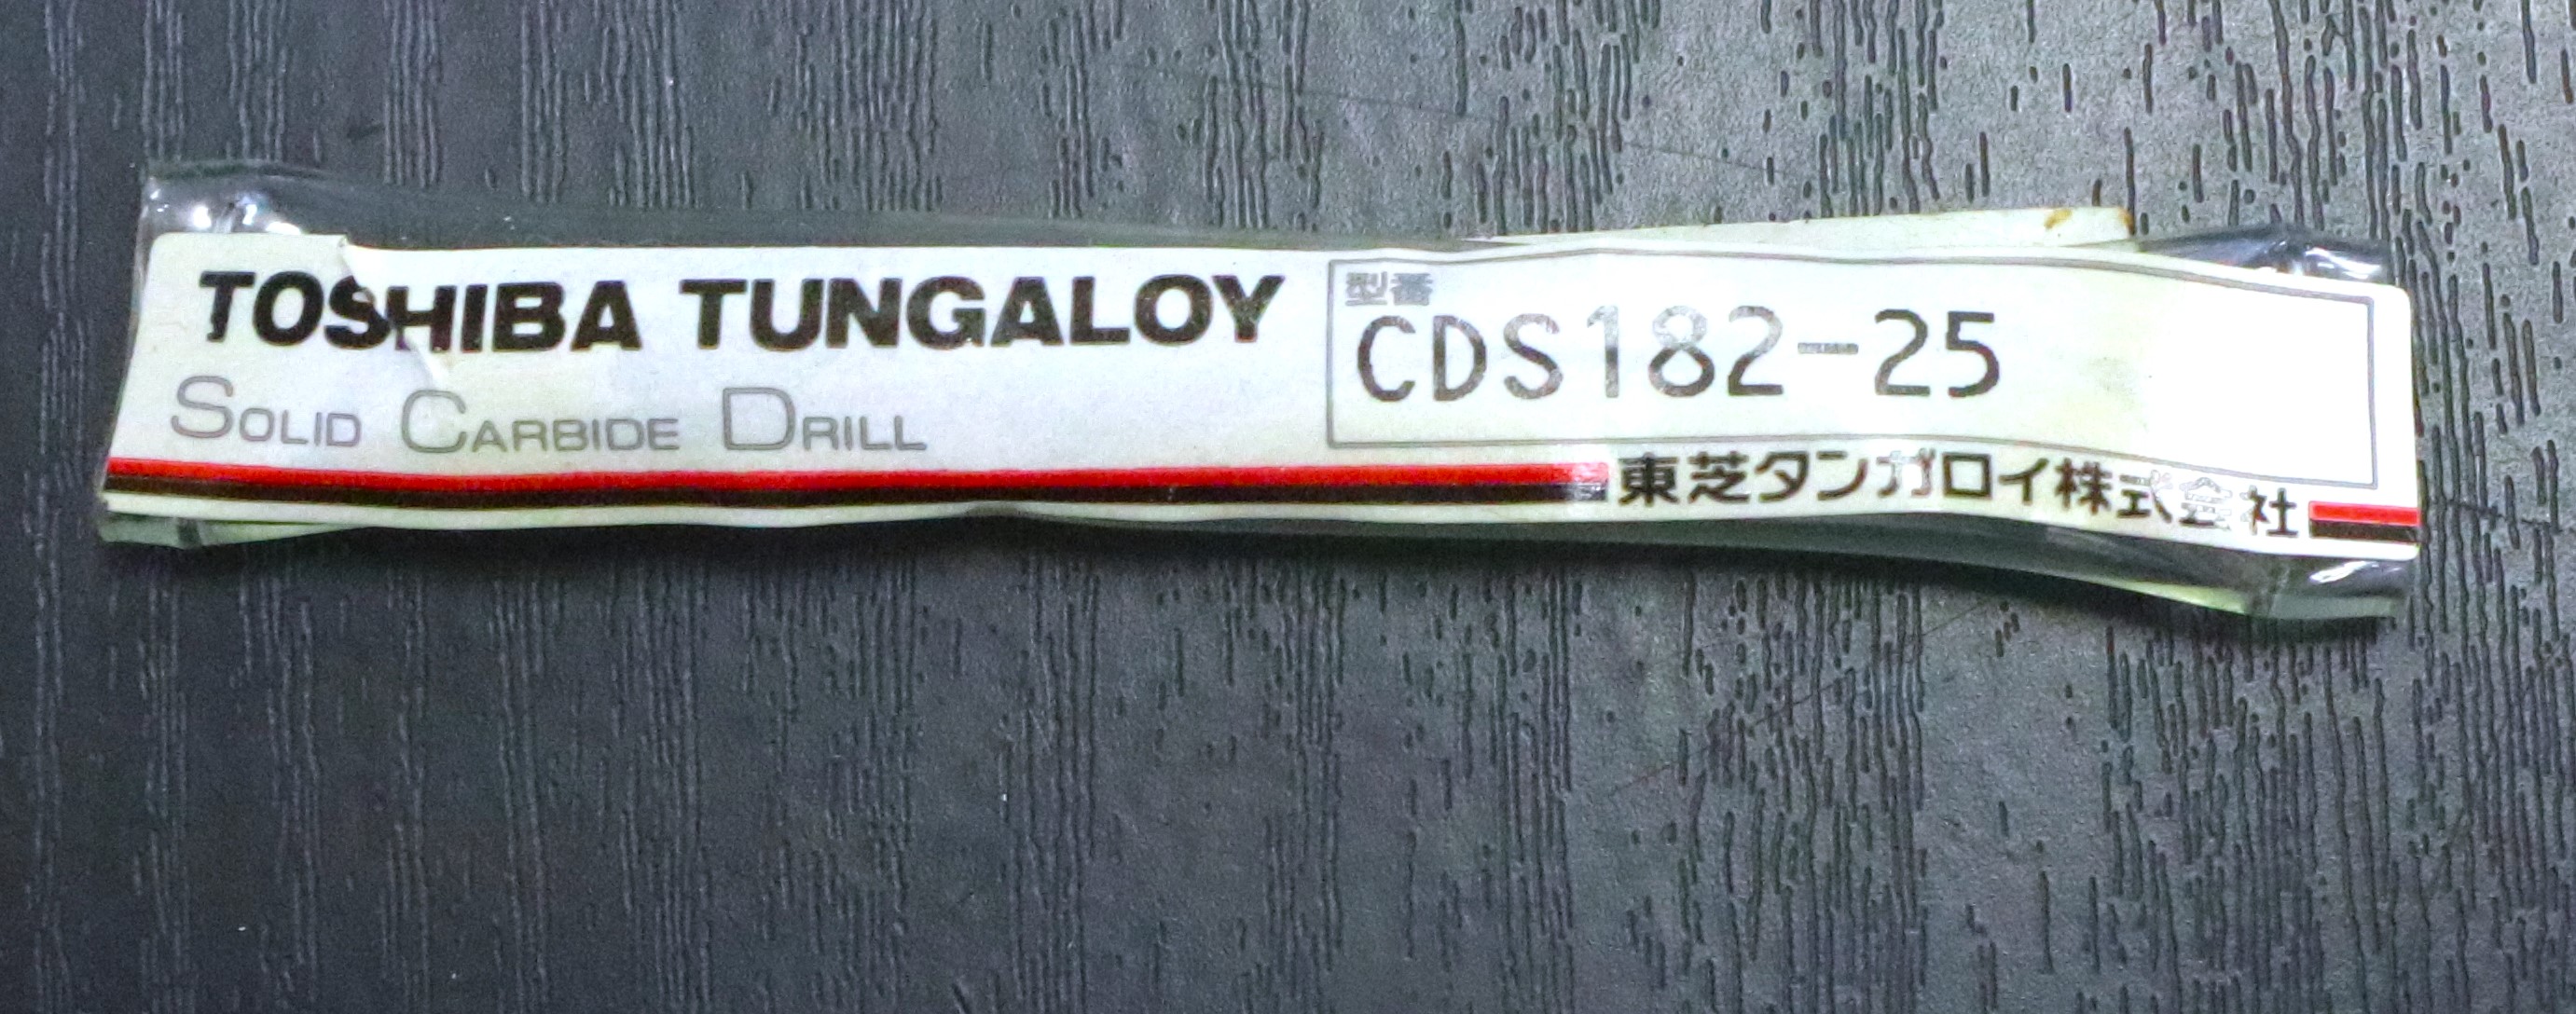 TOSHIBA TUNGALOY
SOLID CARBIDE DRILL
型番
CDS182-25
東芝タンガロイ株式会社